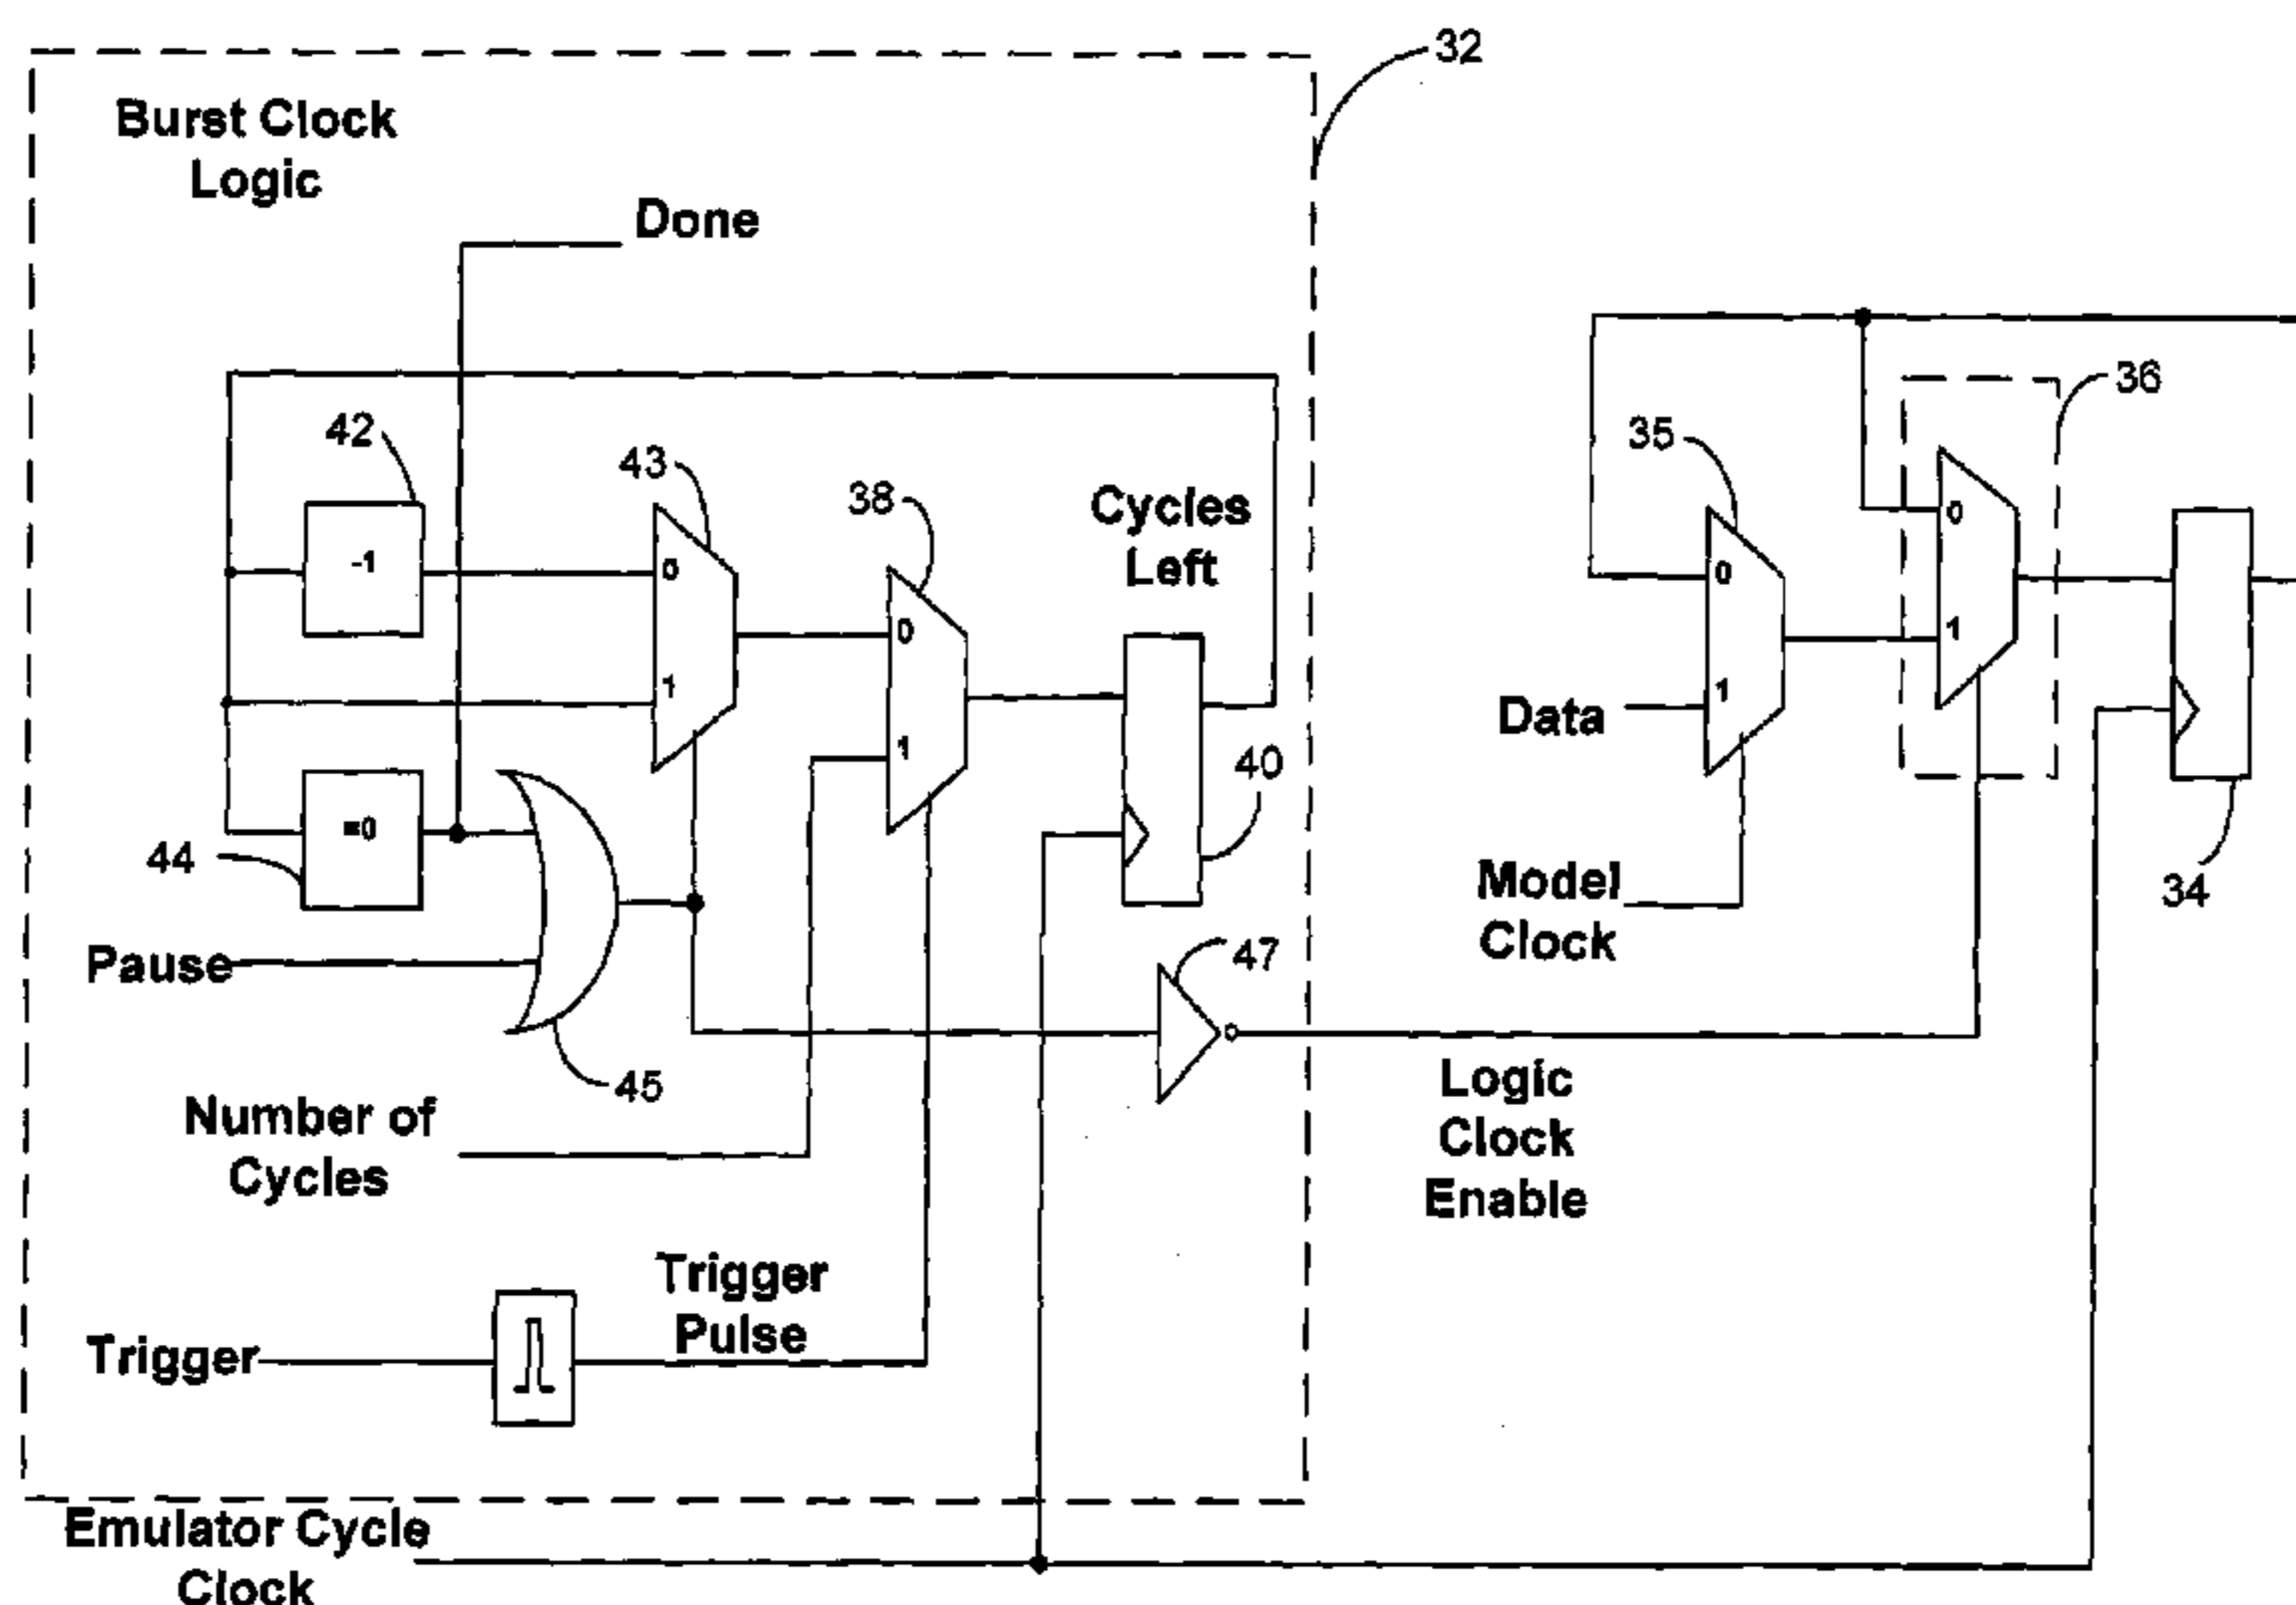 32
Burst Clock
Logic
Done
36
42
43
35
38
Cycles
Left
-1
0
0
0
0
1
1
1
1
Data
=0
40
44
Model
Clock
34
Pause
47
45
Number of
Cycles
Logic
Clock
Enable
Trigger
Pulse
Trigger
Emulator Cycle
Clock